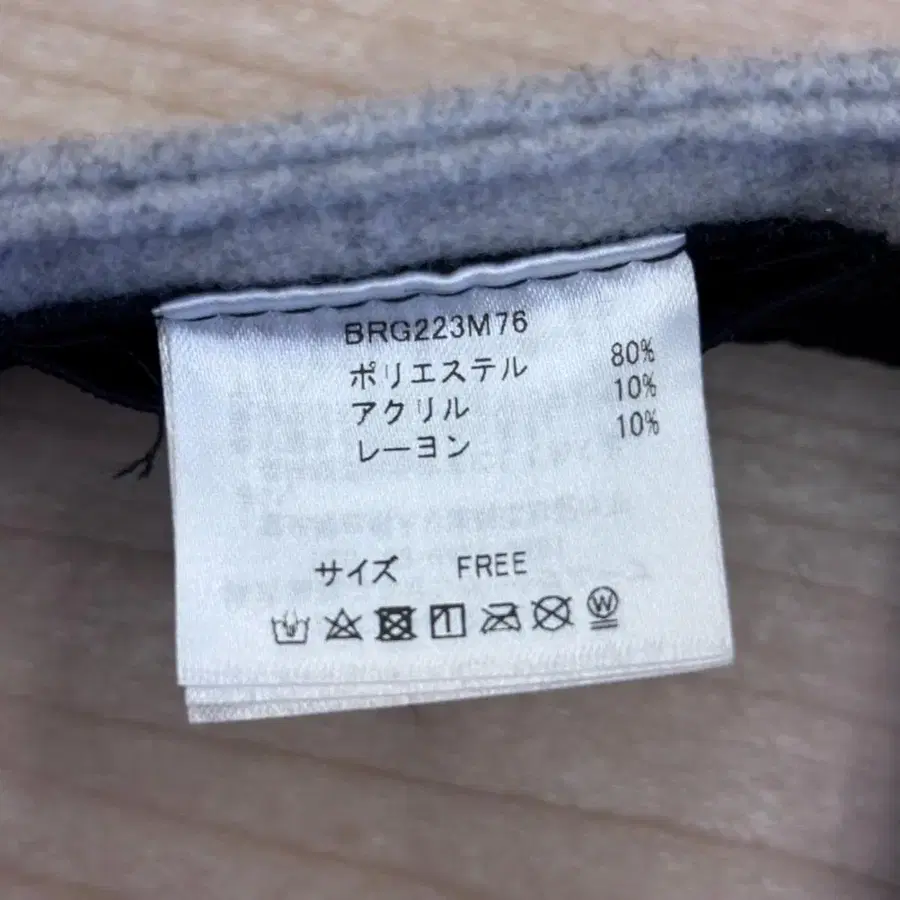 BRG223M76
ポリエステル 80%
アクリル 10%
レーヨン 10%
サイズ FREE
W